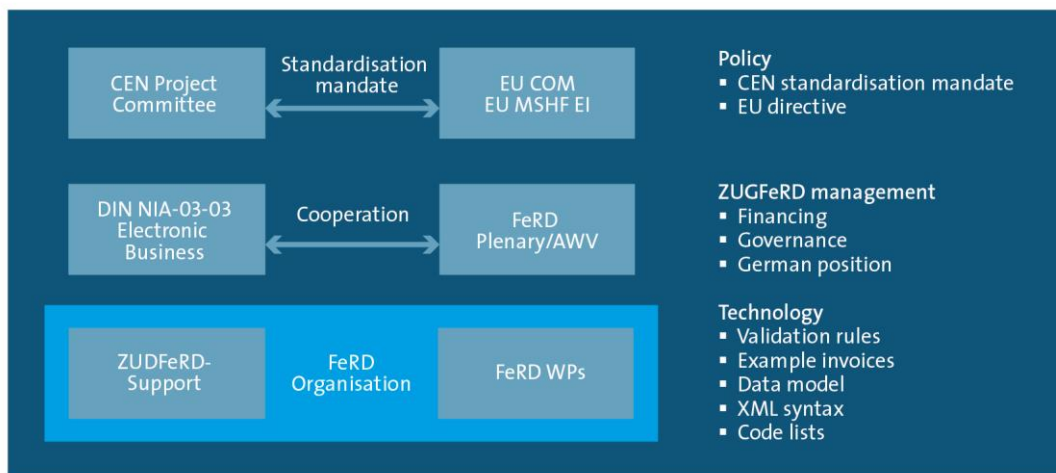 CEN Project
Committee
Standardisation
mandate
EU COM
EU MSHF EI
Policy
▪ CEN standardisation mandate
▪ EU directive
DIN NIA-03-03
Electronic
Business
Cooperation
FeRD
Plenary/AWV
ZUGFeRD management
▪ Financing
▪ Governance
▪ German position
ZUDFeRD-
Support
FeRD
Organisation
FeRD WPs
Technology
▪ Validation rules
▪ Example invoices
▪ Data model
▪ XML syntax
▪ Code lists